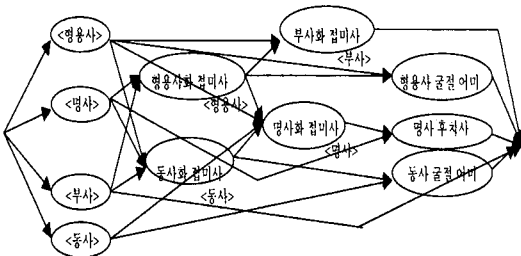 <형용사>
부사화 접미사
<부사>
형용사화 접미사
형용사 굴절 어미
<형용사>
<명사>
명사화 접미사
명사 후치사
<명사>
동사화 접미사
동사 굴절 어미
<부사>
<동사>
<동사>